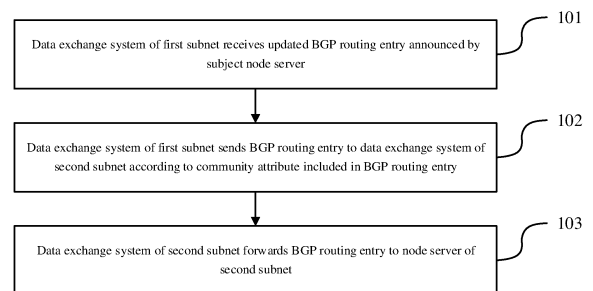 101
Data exchange system of first subnet receives updated BGP routing entry announced by
subject node server
102
Data exchange system of first subnet sends BGP routing entry to data exchange system of
second subnet according to community attribute included in BGP routing entry
103
Data exchange system of second subnet forwards BGP routing entry to node server of
second subnet